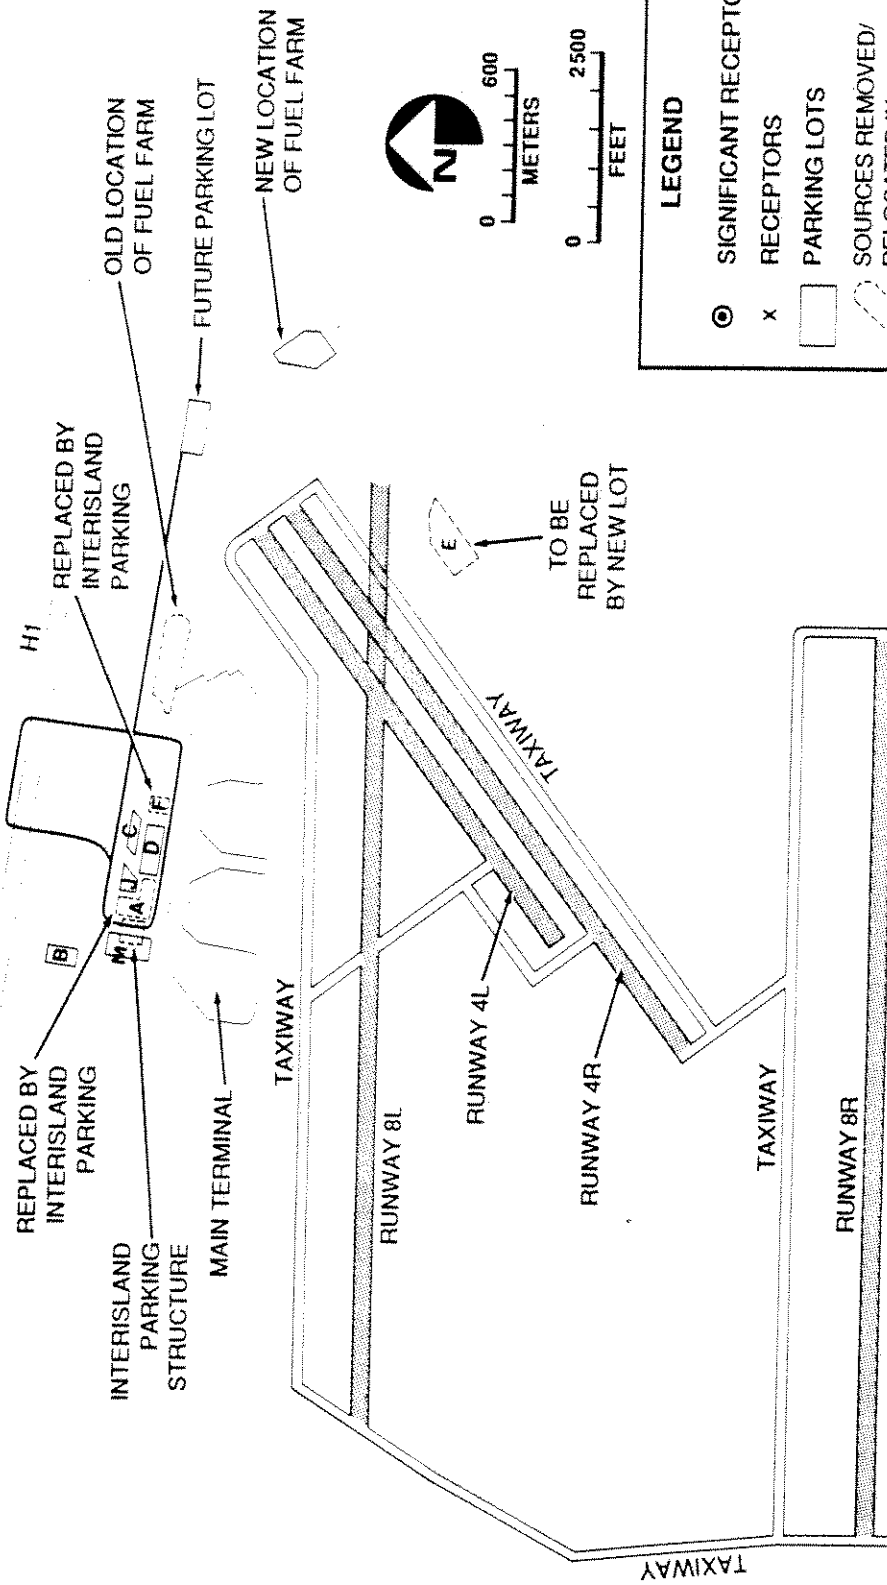 H1
REPLACED BY
INTERISLAND
PARKING
OLD LOCATION
OF FUEL FARM
FUTURE PARKING LOT
NEW LOCATION
OF FUEL FARM
REPLACED BY
INTERISLAND
PARKING
INTERISLAND
PARKING
STRUCTURE
MAIN TERMINAL
B
M
A
J
C
D
F
E
TO BE
REPLACED
BY NEW LOT
TAXIWAY
RUNWAY 8L
RUNWAY 4L
RUNWAY 4R
TAXIWAY
TAXIWAY
RUNWAY 8R
TAXIWAY
N
0 600
METERS
0 2500
FEET
LEGEND
SIGNIFICANT
x RECEPTORS
PARKING LOTS
SOURCES REMOVED/